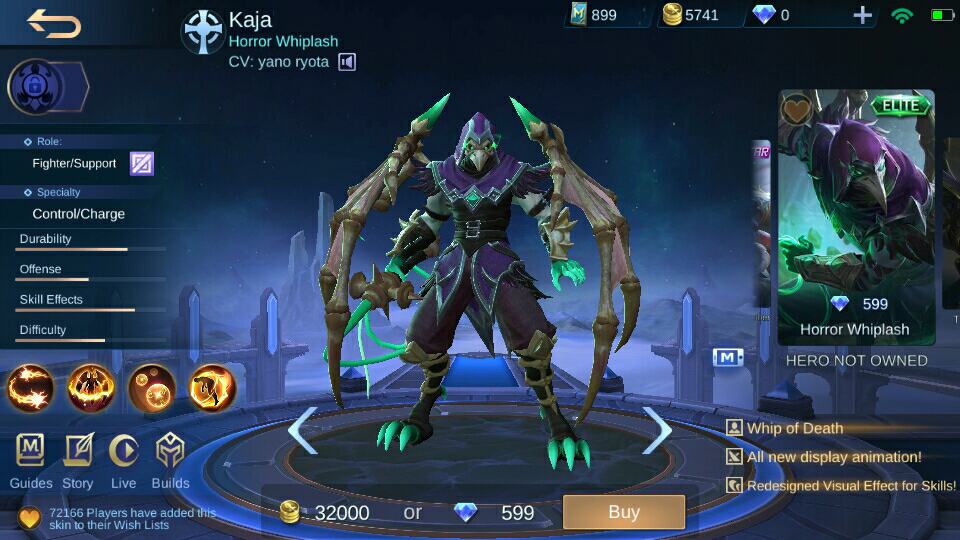 899
5741
0
Kaja
Horror Whiplash
CV: yano ryota
ELITE
Role:
Fighter/Support
Specialty
Control/Charge
Durability
Offense
Skill Effects
Difficulty
599
Horror Whiplash
M
HERO NOT OWNED
Whip of Death
All new display animation!
Redesigned Visual Effect for Skills!
Guides Story Live Builds
72166 Players have added this
skin to their Wish Lists
32000 or 599 Buy